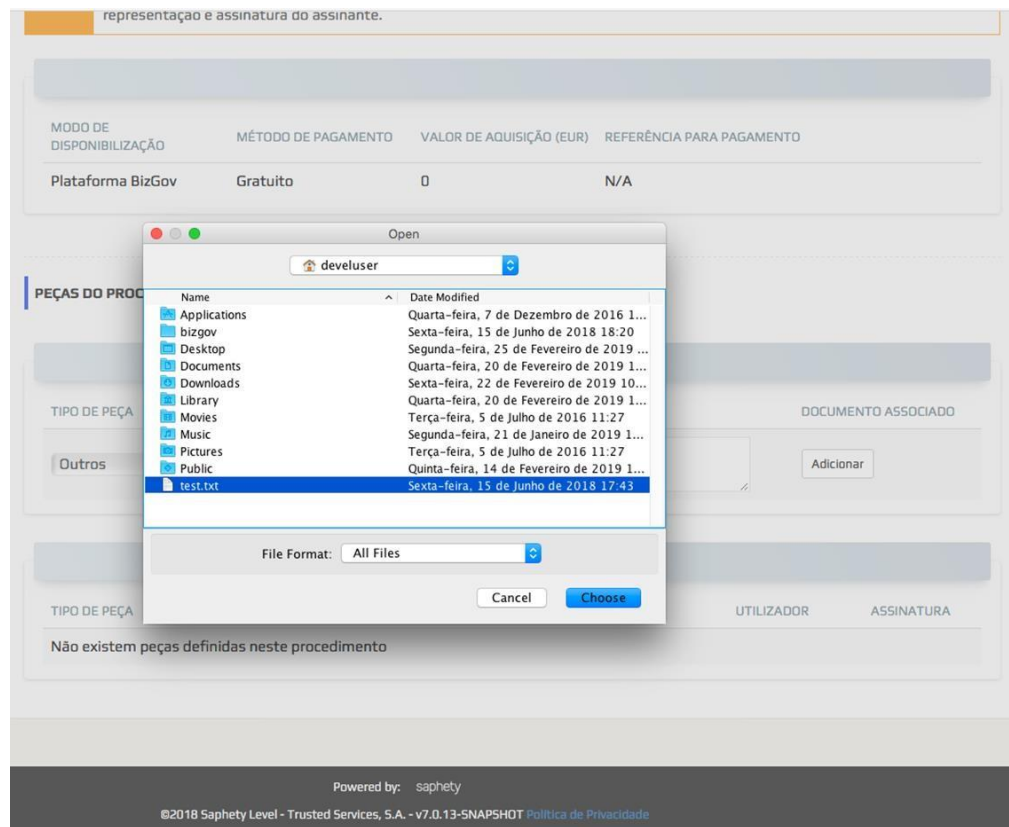 representação e assinatura do assinante.
MODO DE
DISPONIBILIZAÇÃO
MÉTODO DE PAGAMENTO
VALOR DE AQUISIÇÃO (EUR)
REFERÊNCIA PARA PAGAMENTO
Plataforma BizGov
Gratuito
0
N/A
Open
develuser
PEÇAS DO PROC
Name
Date Modified
Applications
Quarta-feira, 7 de Dezembro de 2016 1...
bizgov
Sexta-feira, 15 de Junho de 2018 18:20
Desktop
Segunda-feira, 25 de Fevereiro de 2019 ...
Documents
Quarta-feira, 20 de Fevereiro de 2019 1...
Downloads
Sexta-feira, 22 de Fevereiro de 2019 10...
Library
Quarta-feira, 20 de Fevereiro de 2019 1...
Movies
Terça-feira, 5 de Julho de 2016 11:27
Music
Segunda-feira, 21 de Janeiro de 2019 1...
Pictures
Terça-feira, 5 de Julho de 2016 11:27
Public
Quinta-feira, 14 de Fevereiro de 2019 1...
test.txt
Sexta-feira, 15 de Junho de 2018 17:43
TIPO DE PEÇA
DOCUMENTO ASSOCIADO
Outros
Adicionar
File Format:
All Files
Cancel
Choose
TIPO DE PEÇA
UTILIZADOR
ASSINATURA
Não existem peças definidas neste procedimento
Powered by: saphety
©2018 Saphety Level - Trusted Services, S.A. - v7.0.13-SNAPSHOT Política de Privacidade